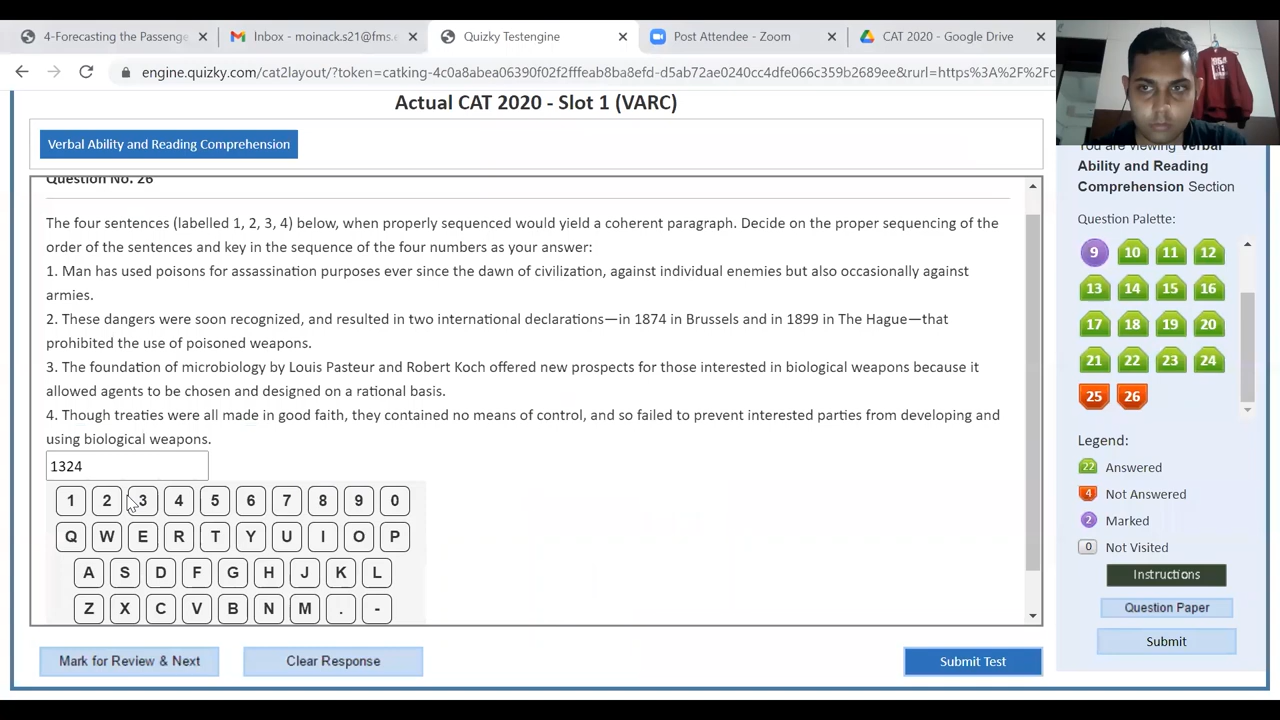 4-Forecasting the Passenge
Inbox - moinack.s21@fms.e
Quizky Testengine
Post Attendee - Zoom
CAT 2020 - Google Drive
engine.quizky.com/cat2layout/?token=catking-4c0a8abea06350f02f2fffeab8ba8efd-d5ab72ae0240cc4dfe066c359b2689ee&rurl=https%3A%2F%2Fc
Actual CAT 2020 - Slot 1 (VARC)
Verbal Ability and Reading Comprehension
Question No. 26
The four sentences (labelled 1, 2, 3, 4) below, when properly sequenced would yield a coherent paragraph. Decide on the proper sequencing of the
order of the sentences and key in the sequence of the four numbers as your answer:
1. Man has used poisons for assassination purposes ever since the dawn of civilization, against individual enemies but also occasionally against
armies.
2. These dangers were soon recognized, and resulted in two international declarations—in 1874 in Brussels and in 1899 in The Hague—that
prohibited the use of poisoned weapons.
3. The foundation of microbiology by Louis Pasteur and Robert Koch offered new prospects for those interested in biological weapons because it
allowed agents to be chosen and designed on a rational basis.
4. Though treaties were all made in good faith, they contained no means of control, and so failed to prevent interested parties from developing and
using biological weapons.
1324
1 2 3 4 5 6 7 8 9 0
Q W E R T Y U I O P
A S D F G H J K L
Z X C V B N M . -
Mark for Review & Next
Clear Response
Submit Test
You are viewing Verbal
Ability and Reading
Comprehension Section
Question Palette:
9 10 11 12
13 14 15 16
17 18 19 20
21 22 23 24
25 26
Legend:
22 Answered
4 Not Answered
2 Marked
0 Not Visited
Instructions
Question Paper
Submit